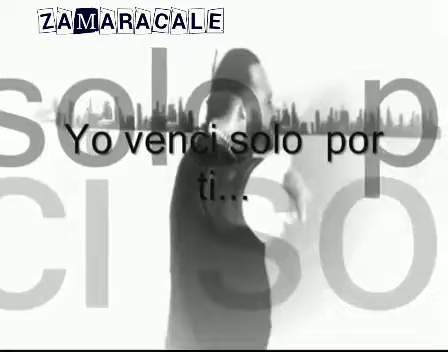 ZAMARACALE
solo p
Yo venci solo por
ti...
ci so